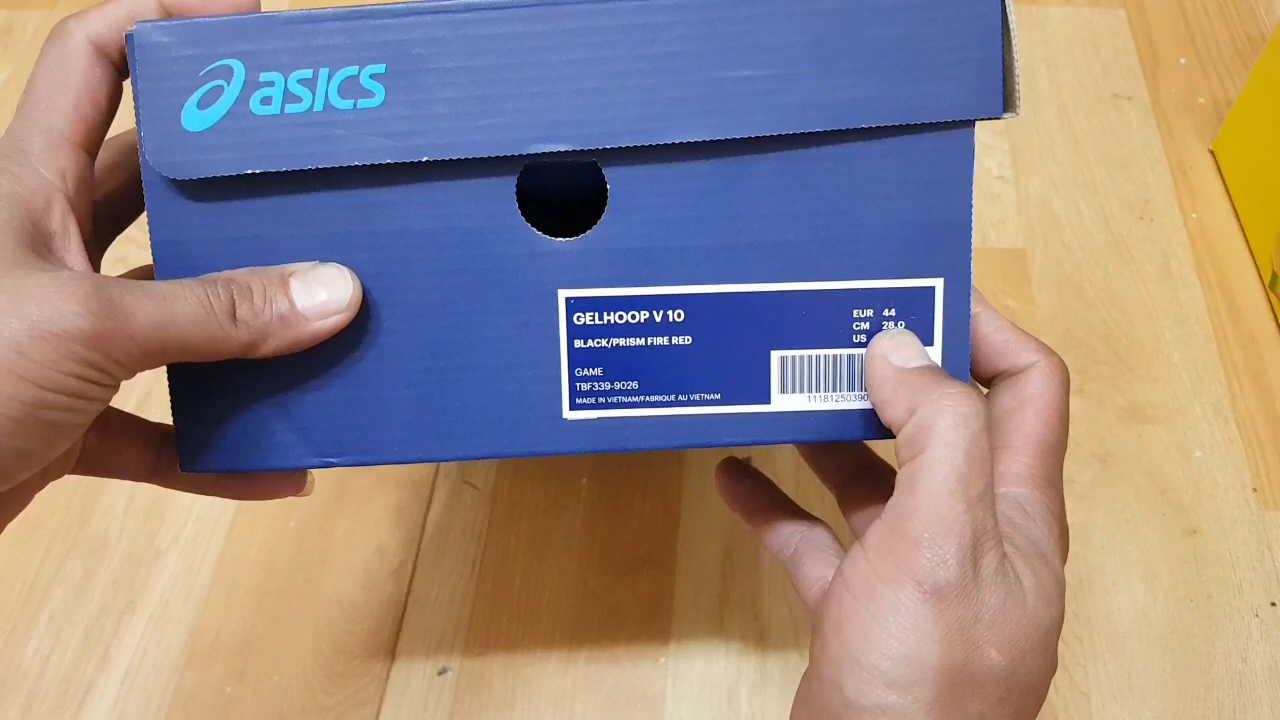 asics
GELHOOP V 10
BLACK/PRISM FIRE RED
EUR 44
CM 28.0
US
GAME
TBF339-9026
MADE IN VIETNAM/FABRIQUE AU VIETNAM
11181250390